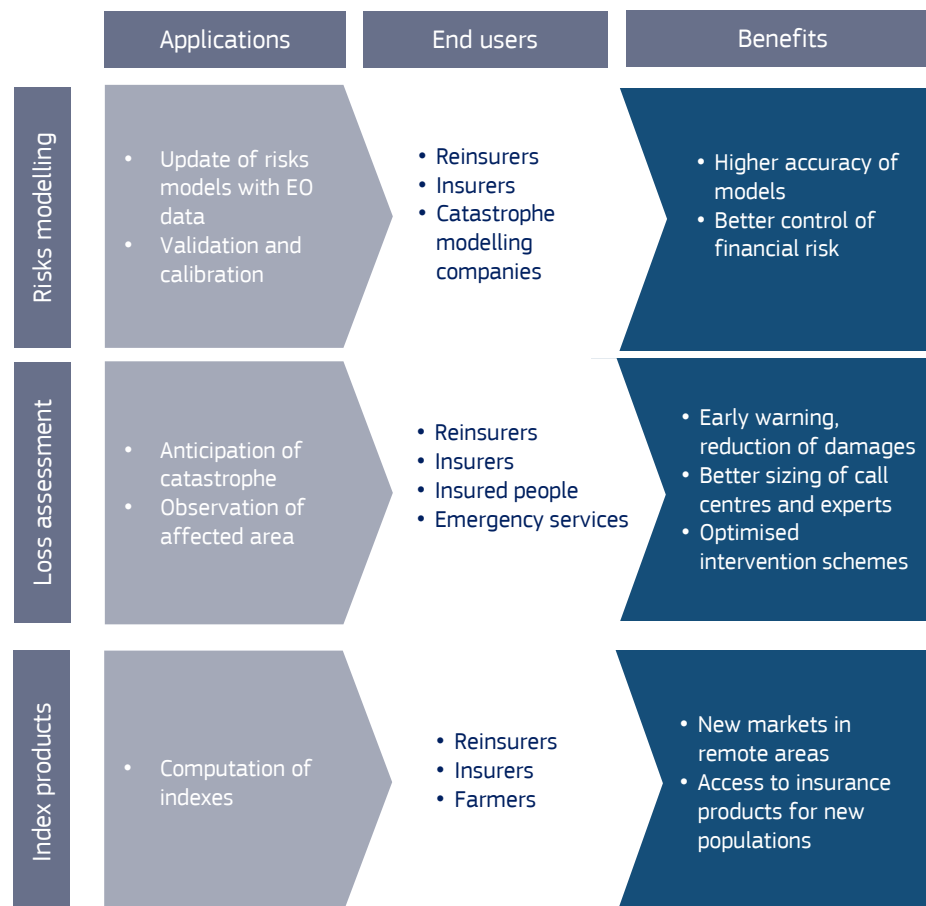 Applications
End users
Benefits
Risks modelling
• Update of risks
models with EO
data
• Validation and
calibration
• Reinsurers
• Insurers
• Catastrophe
modelling
companies
• Higher accuracy of
models
• Better control of
financial risk
Loss assessment
• Anticipation of
catastrophe
• Observation of
affected area
• Reinsurers
• Insurers
• Insured people
• Emergency services
• Early warning,
reduction of damages
• Better sizing of call
centres and experts
• Optimised
intervention schemes
Index products
• Computation of
indexes
• Reinsurers
• Insurers
• Farmers
• New markets in
remote areas
• Access to insurance
products for new
populations